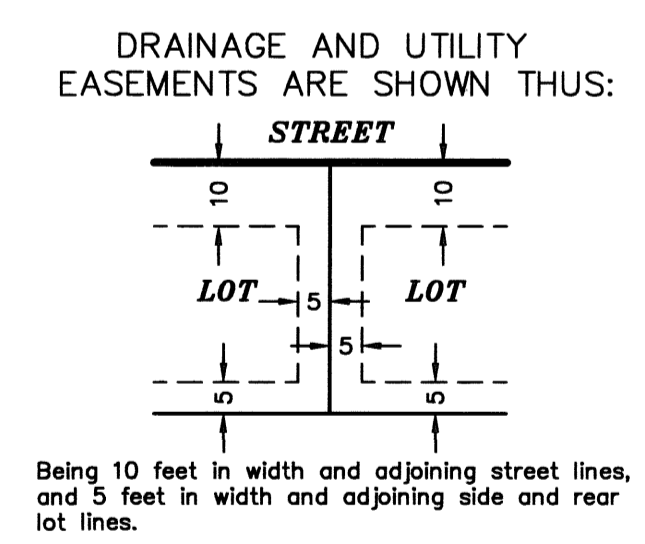 DRAINAGE AND UTILITY
EASEMENTS ARE SHOWN THUS:
STREET
10
10
LOT
5
LOT
5
5
5
Being 10 feet in width and adjoining street lines,
and 5 feet in width and adjoining side and rear
lot lines.